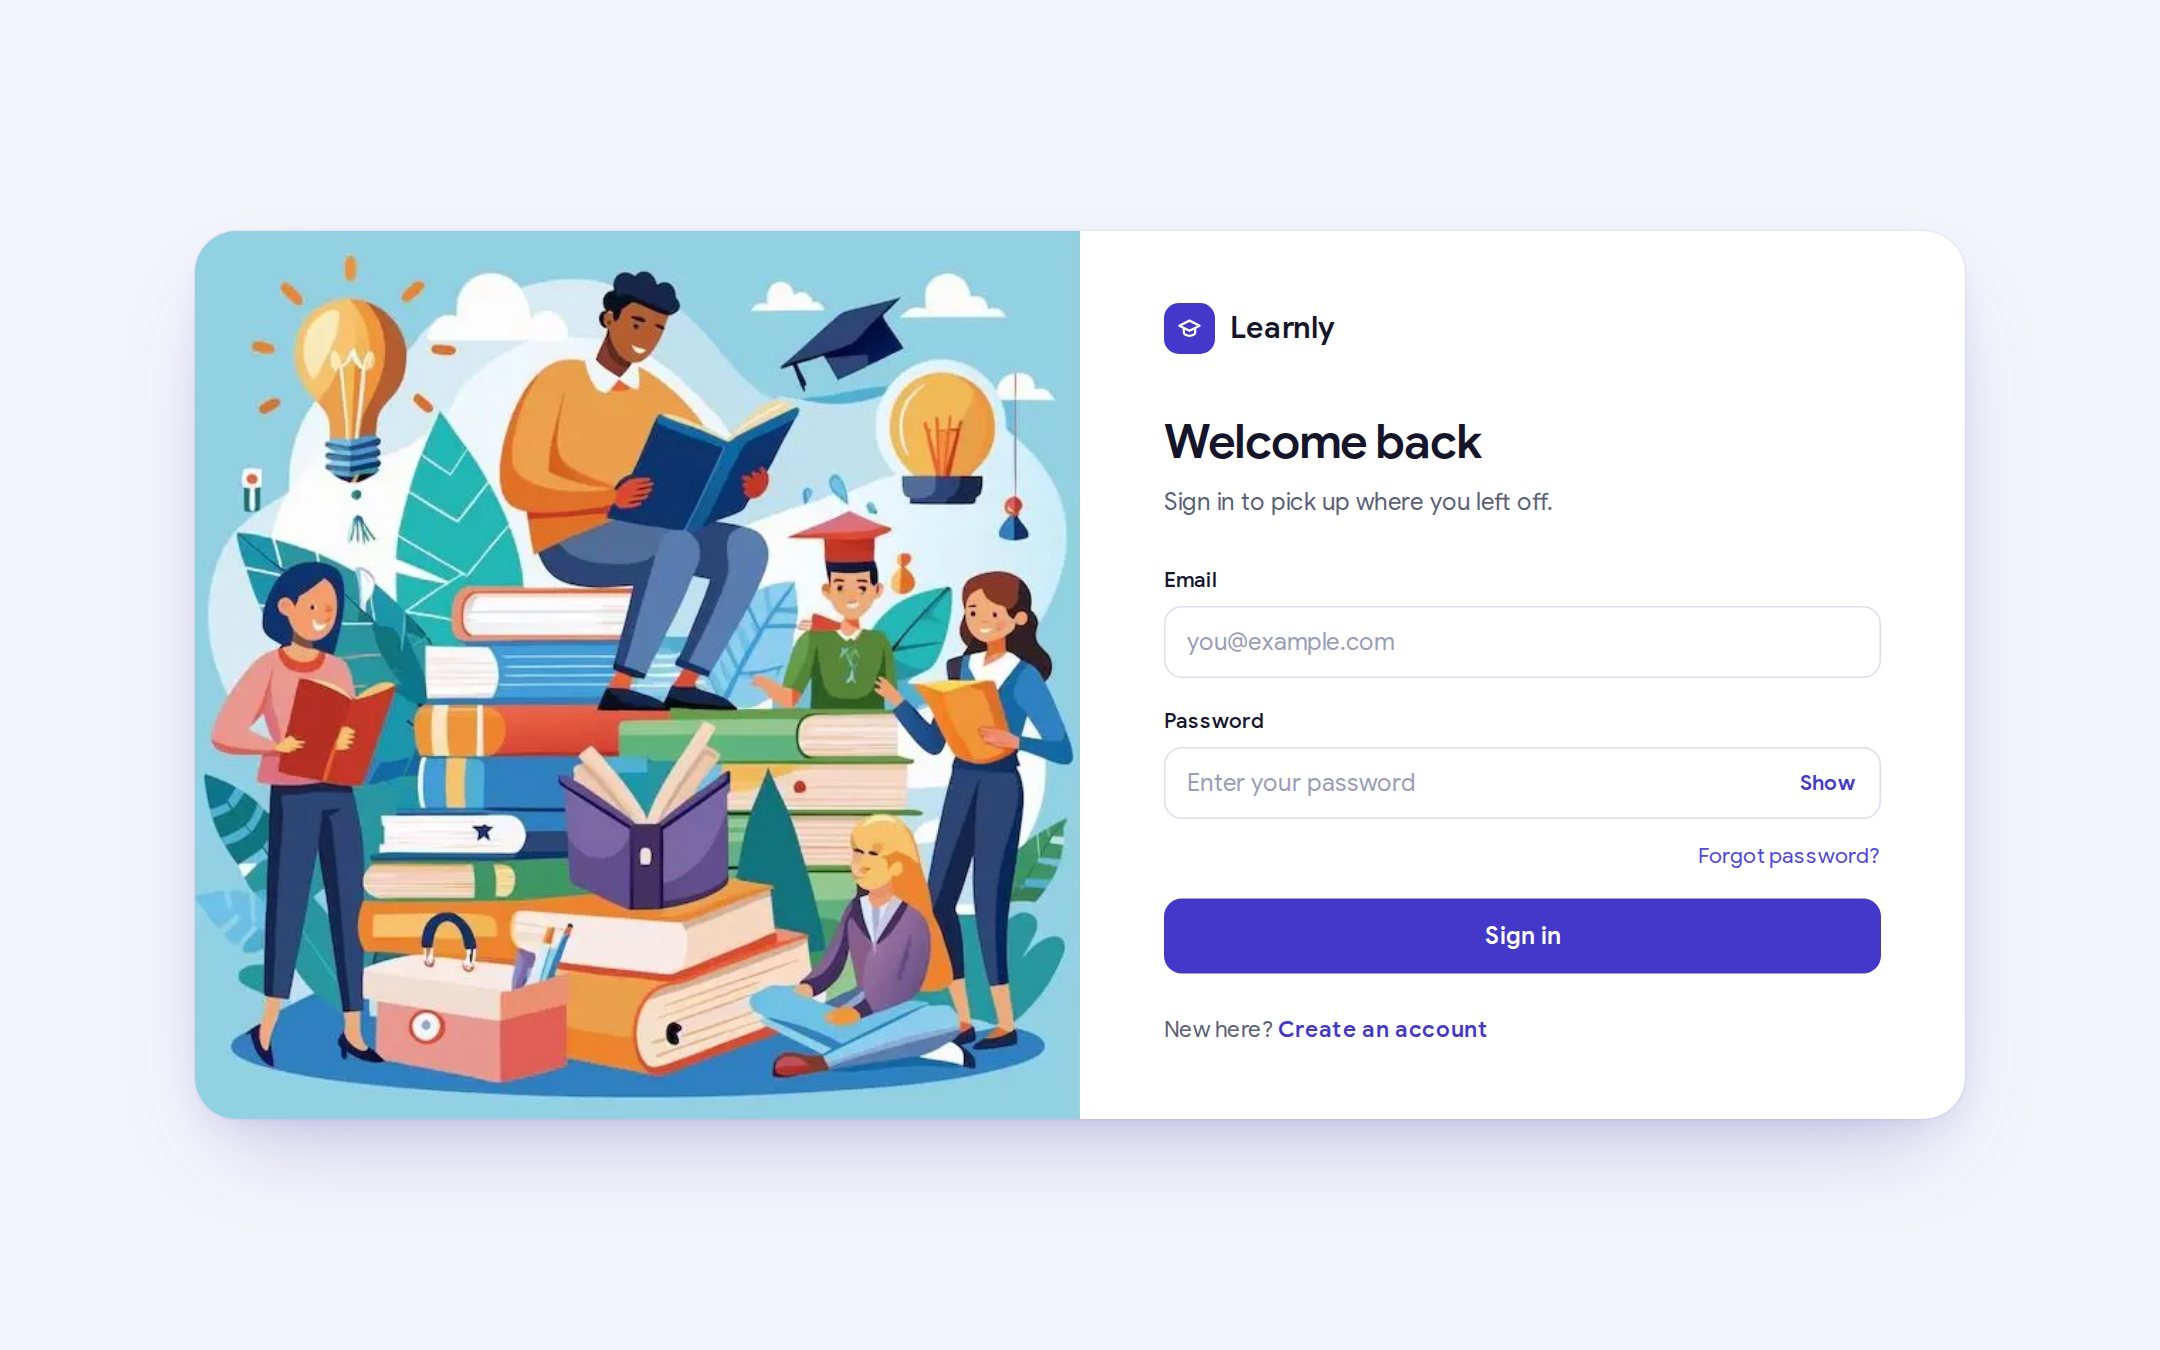 Learnly
Welcome back
Sign in to pick up where you left off.
Email
you@example.com
Password
Enter your password
Show
Forgot password?
Sign in
New here? Create an account